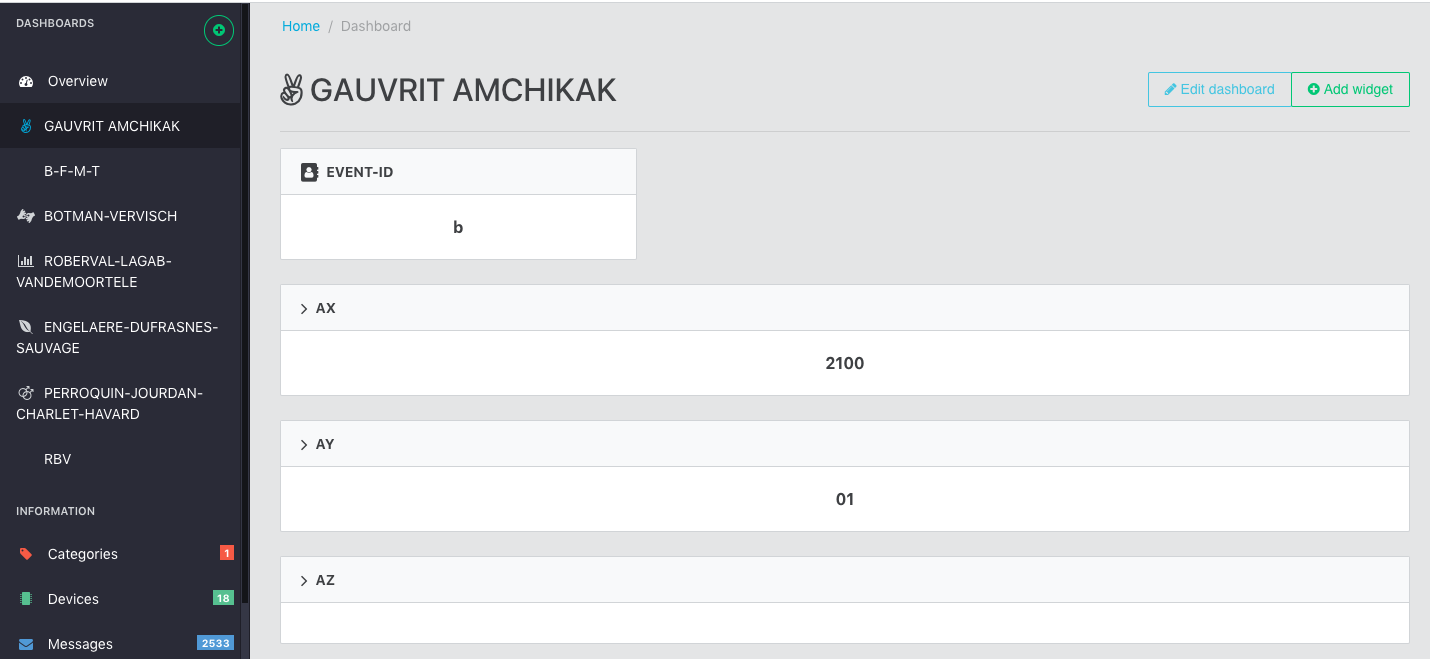 DASHBOARDS
Overview
GAUVRIT AMCHIKAK
B-F-M-T
BOTMAN-VERVISCH
ROBERVAL-LAGAB-
VANDEMOORTELE
ENGELAERE-DUFRASNES-
SAUVAGE
PERROQUIN-JOURDAN-
CHARLET-HAVARD
RBV
INFORMATION
Categories 1
Devices 18
Messages 2533
Home / Dashboard
GAUVRIT AMCHIKAK
Edit dashboard
Add widget
EVENT-ID
b
AX
2100
AY
01
AZ